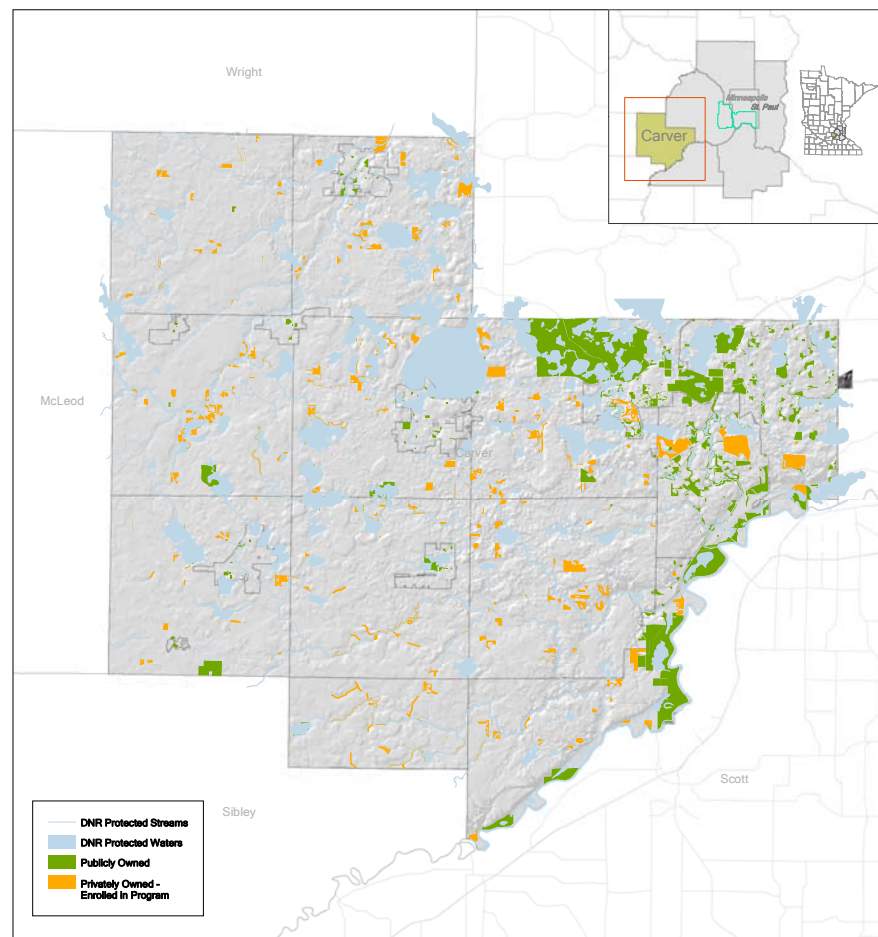 Wright
Minneapolis
St. Paul
Carver
McLeod
Carver
Scott
Sibley
DNR Protected Streams
DNR Protected Waters
Publicly Owned
Privately Owned -
Enrolled in Program